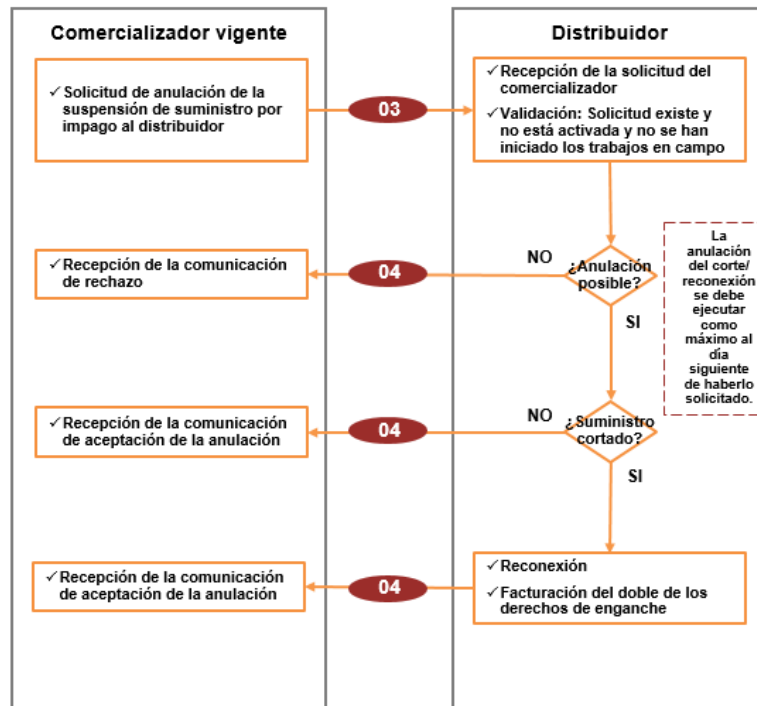 Comercializador vigente
Distribuidor
✓ Solicitud de anulación de la
suspensión de suministro por
impago al distribuidor
03
✓ Recepción de la solicitud del
comercializador
✓ Validación: Solicitud existe y
no está activada y no se han
iniciado los trabajos en campo
✓ Recepción de la comunicación
de rechazo
04
NO
¿Anulación
posible?
SI
La
anulación
del corte/
reconexión
se debe
ejecutar
como
máximo al
día
siguiente
de haberlo
solicitado.
✓ Recepción de la comunicación
de aceptación de la anulación
04
NO
¿Suministro
cortado?
SI
✓ Recepción de la comunicación
de aceptación de la anulación
04
✓ Reconexión
✓ Facturación del doble de los
derechos de enganche